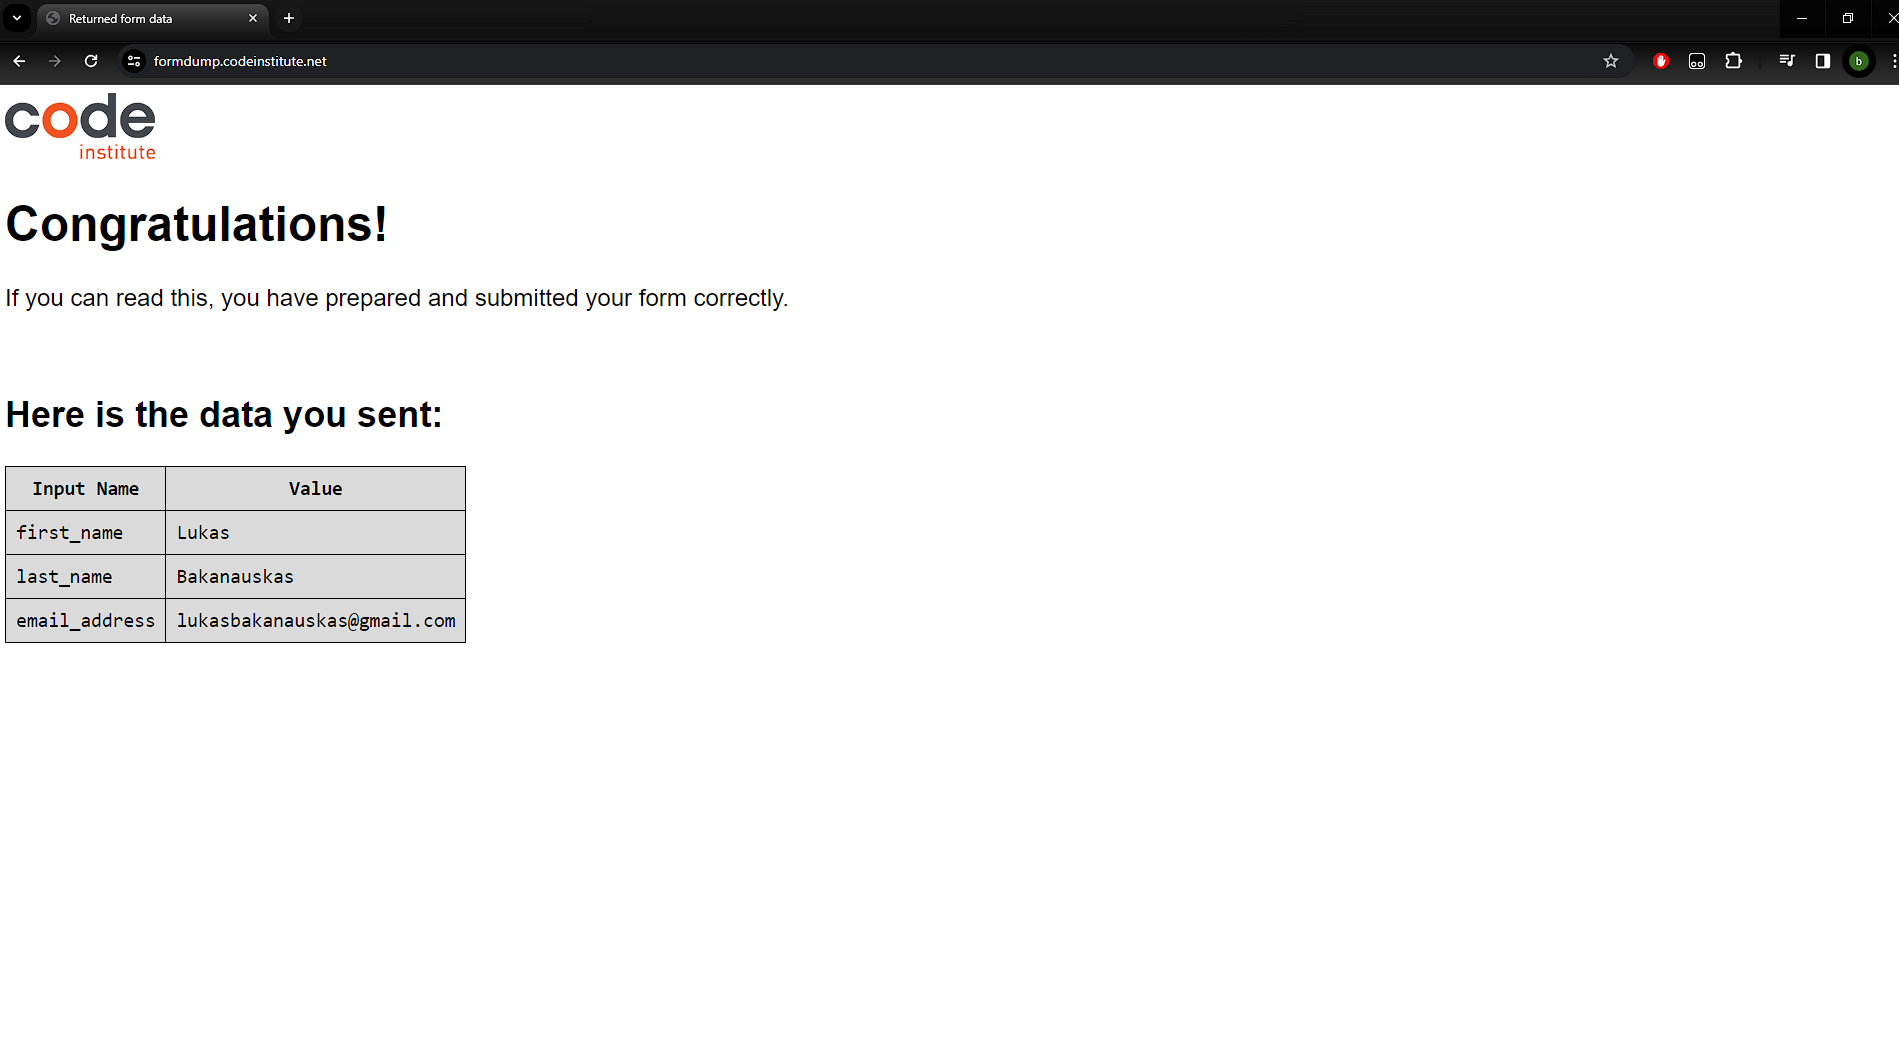 Returned form data
formdump.codeinstitute.net
b
code
institute
Congratulations!
If you can read this, you have prepared and submitted your form correctly.
Here is the data you sent:
Input Name Value
first_name Lukas
last_name Bakanauskas
email_address lukasbakanauskas@gmail.com